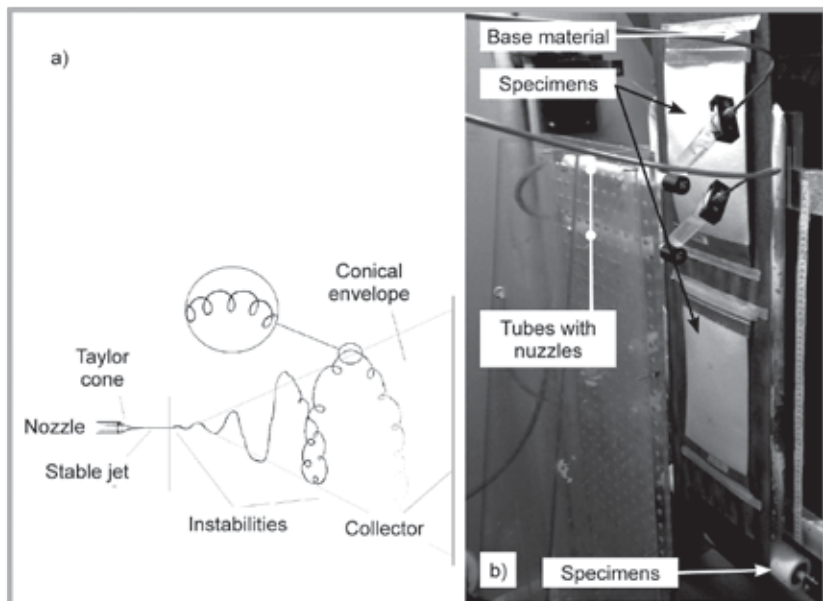 a)
Conical
envelope
Taylor
cone
Nozzle
Stable jet
Instabilities
Collector
Base material
Specimens
Tubes with
nuzzles
b)
Specimens